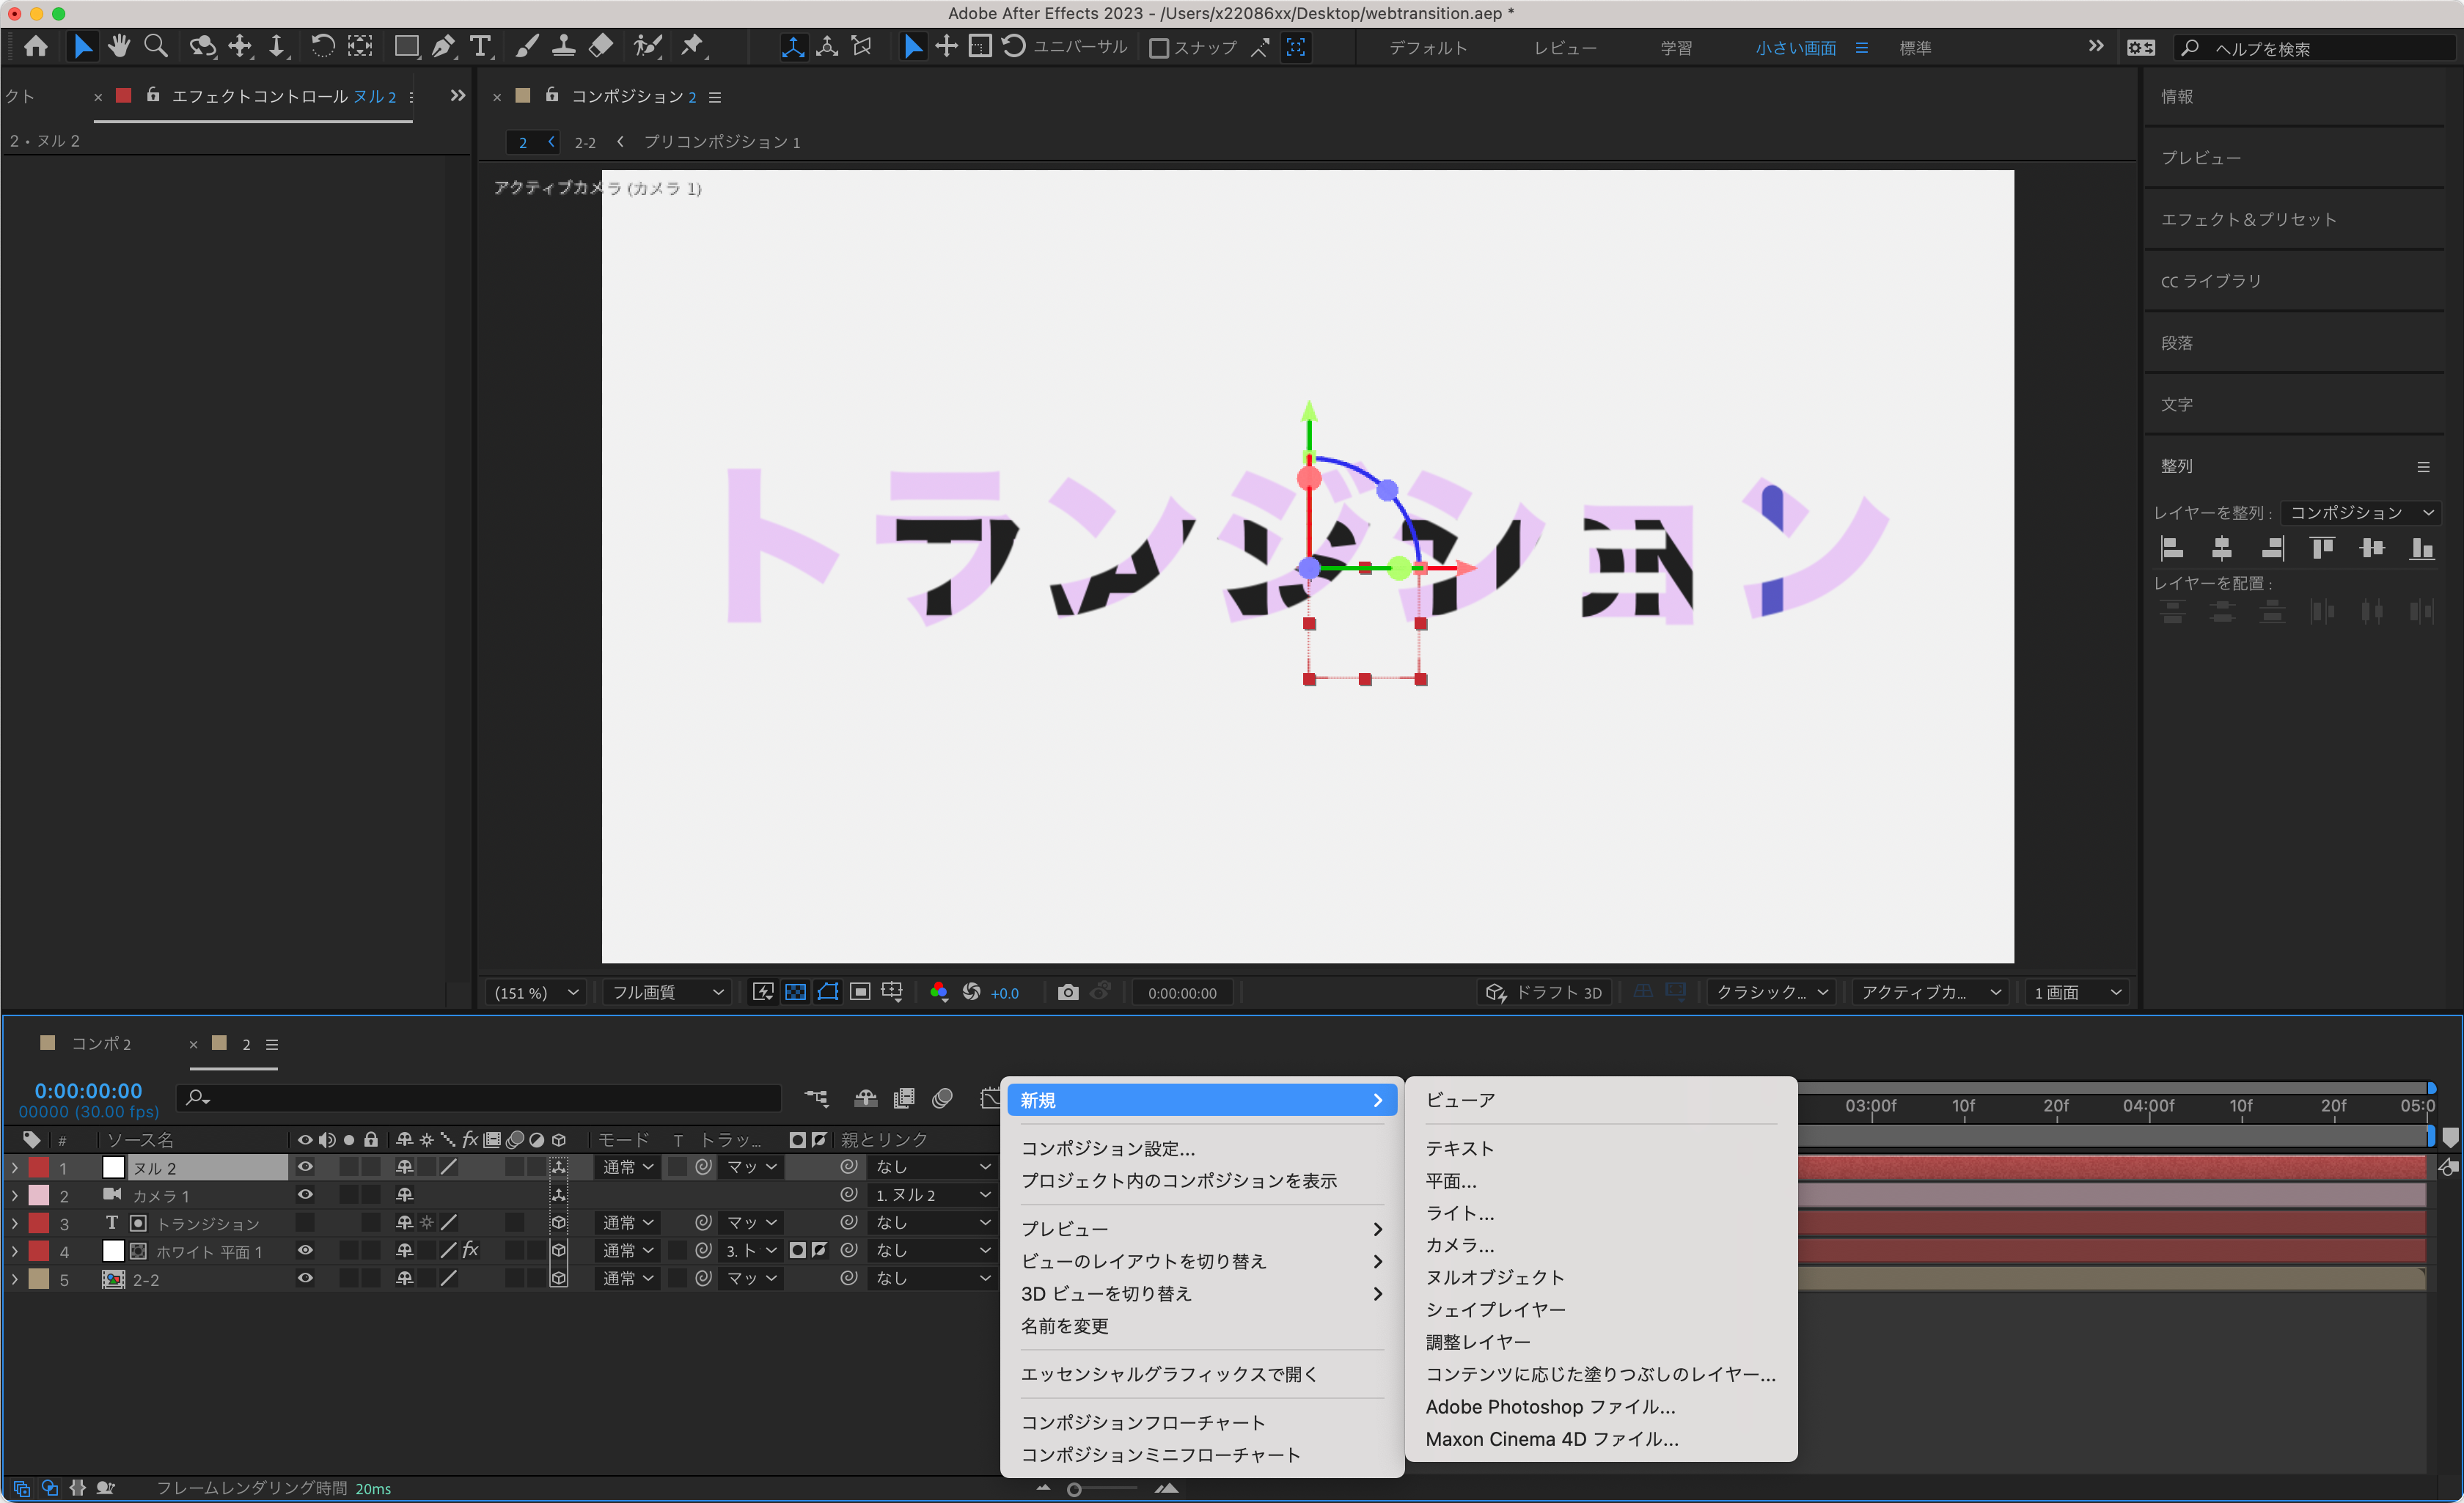 Adobe After Effects 2023 - /Users/x22086xx/Desktop/webtransition.aep *
ユニバーサル
スナップ
デフォルト
レビュー
学習
小さい画面
標準
ヘルプを検索
クト
エフェクトコントロール ヌル 2
コンポジション 2
2・ヌル 2
2
2-2
プリコンポジション 1
アクティブカメラ (カメラ 1)
トランジション
情報
プレビュー
エフェクト＆プリセット
CC ライブラリ
段落
文字
整列
レイヤーを整列 :
コンポジション
レイヤーを配置 :
(151 %)
フル画質
+0.0
0:00:00:00
ドラフト 3D
クラシック...
アクティブカ...
1 画面
コンポ 2
2
0:00:00:00
00000 (30.00 fps)
03:00f
10f
20f
04:00f
10f
20f
05:0
# ソース名
モード T トラッ...
親とリンク
1 ヌル 2 通常 マッ なし
2 カメラ 1 1. ヌル 2
3 トランジション 通常 マッ なし
4 ホワイト 平面 1 通常 3. ト なし
5 2-2 通常 マッ なし
新規
コンポジション設定...
プロジェクト内のコンポジションを表示
プレビュー
ビューのレイアウトを切り替え
3D ビューを切り替え
名前を変更
エッセンシャルグラフィックスで開く
コンポジションフローチャート
コンポジションミニフローチャート
ビューア
テキスト
平面...
ライト...
カメラ...
ヌルオブジェクト
シェイプレイヤー
調整レイヤー
コンテンツに応じた塗りつぶしのレイヤー...
Adobe Photoshop ファイル...
Maxon Cinema 4D ファイル...
フレームレンダリング時間 20ms